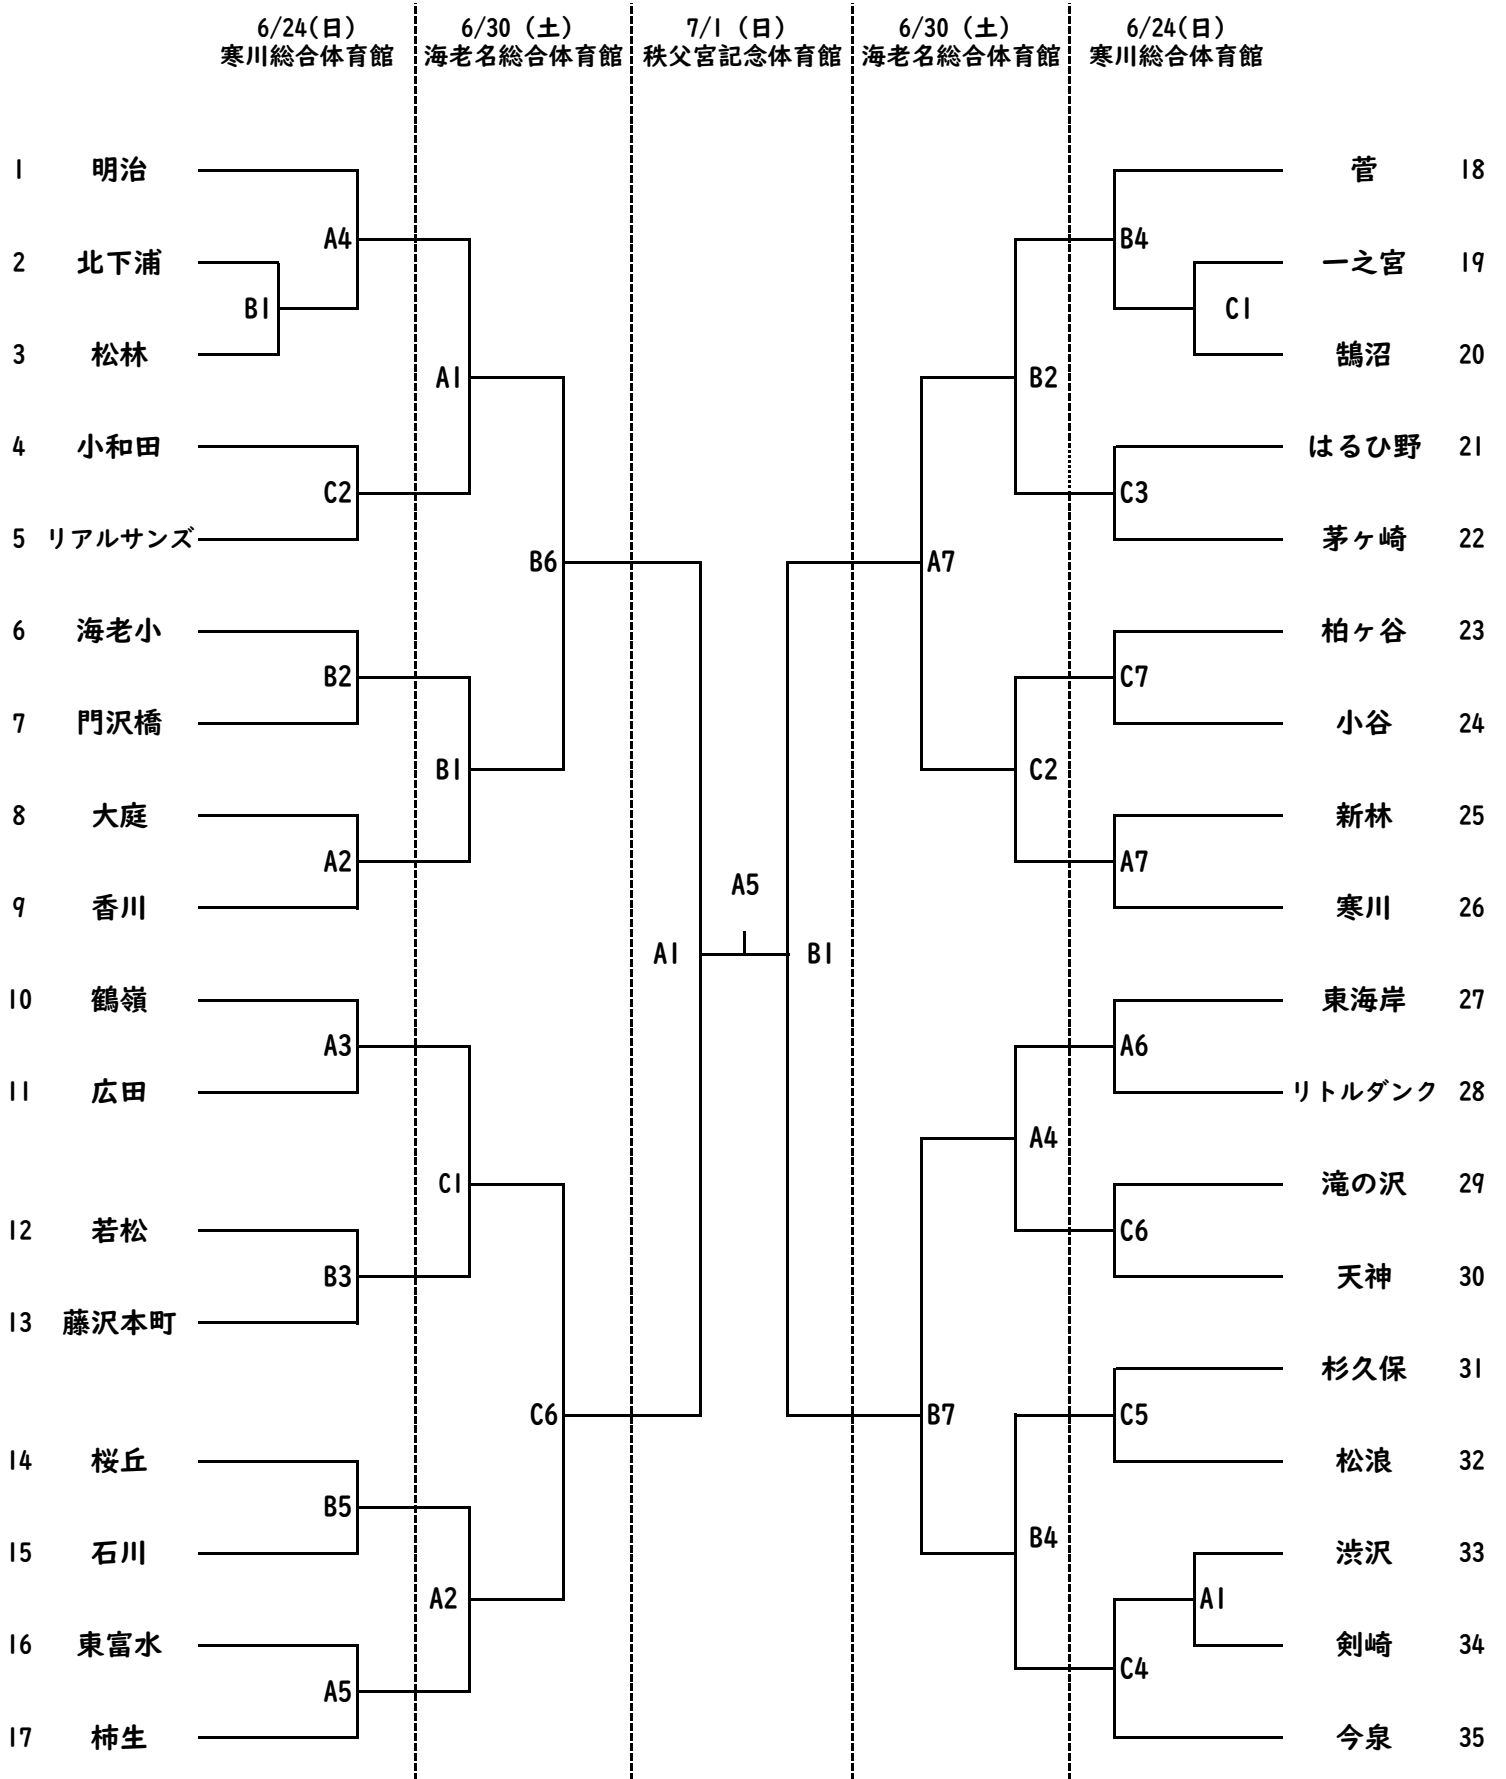 6/24(日) 6/30（土） 7/1（日） 6/30（土） 6/24(日)
寒川総合体育館 海老名総合体育館 秩父宮記念体育館 海老名総合体育館 寒川総合体育館
1 明治 菅 18
A4 B4
2 北下浦 一之宮 19
B1 C1
3 松林 鵠沼 20
A1 B2
4 小和田 はるひ野 21
C2 C3
5 リアルサンズ 茅ヶ崎 22
B6 A7
6 海老小 柏ヶ谷 23
B2 C7
7 門沢橋 小谷 24
B1 C2
8 大庭 新林 25
A2 A7
A5
9 香川 寒川 26
A1 B1
10 鶴嶺 東海岸 27
A3 A6
11 広田 リトルダンク 28
A4
C1 滝の沢 29
12 若松 C6
B3 天神 30
13 藤沢本町
杉久保 31
C6 B7 C5
14 桜丘 松浪 32
B5 B4
15 石川 渋沢 33
A2 A1
16 東富水 剣崎 34
A5 C4
17 柿生 今泉 35